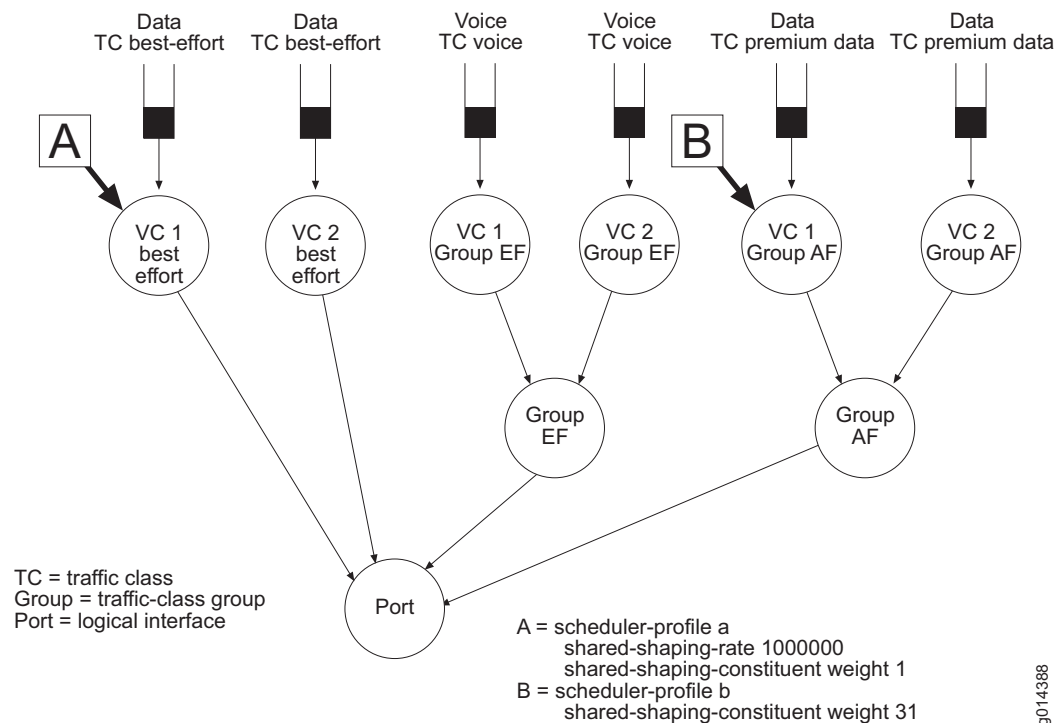 Data
TC best-effort
Data
TC best-effort
Voice
TC voice
Voice
TC voice
Data
TC premium data
Data
TC premium data
A
B
VC 1
best
effort
VC 2
best
effort
VC 1
Group EF
VC 2
Group EF
VC 1
Group AF
VC 2
Group AF
Group
EF
Group
AF
Port
TC = traffic class
Group = traffic-class group
Port = logical interface
A = scheduler-profile a
shared-shaping-rate 1000000
shared-shaping-constituent weight 1
B = scheduler-profile b
shared-shaping-constituent weight 31
g014388